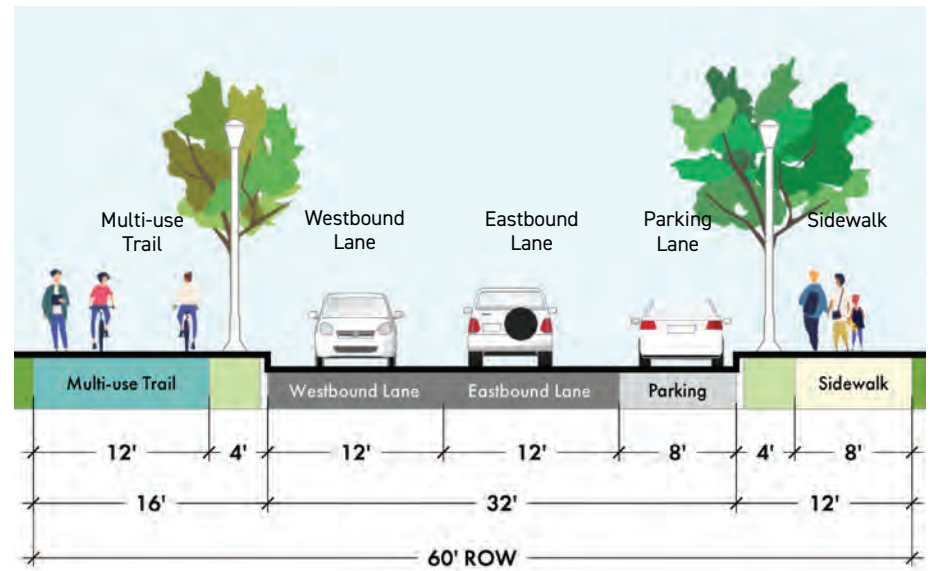 Multi-use
Trail
Westbound
Lane
Eastbound
Lane
Parking
Lane
Sidewalk
Multi-use Trail
Westbound Lane
Eastbound Lane
Parking
Sidewalk
12'
4'
12'
12'
8'
4'
8'
16'
32'
12'
60' ROW